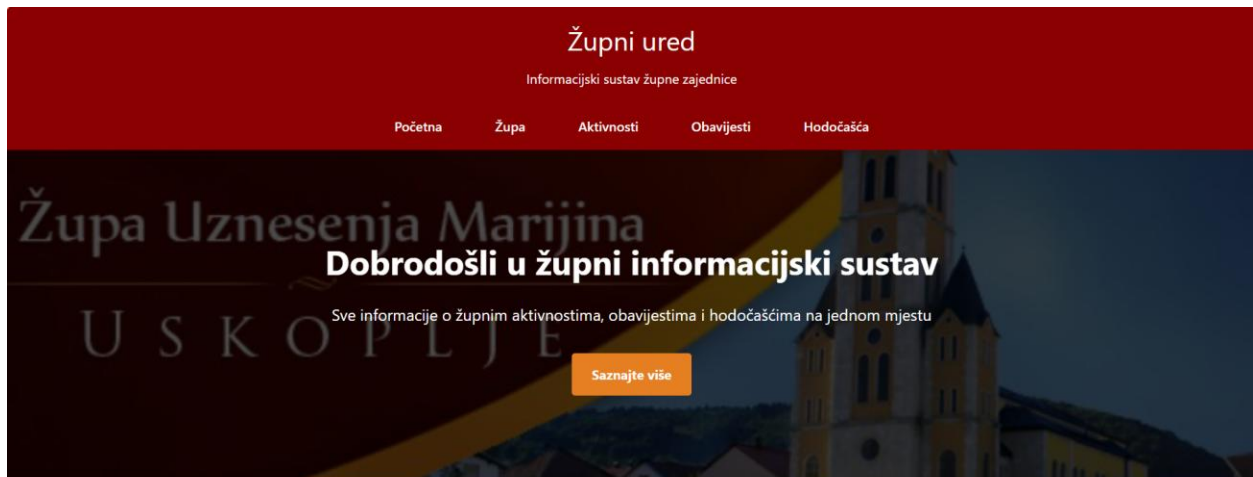 Župni ured
Informacijski sustav župne zajednice
Početna Župa Aktivnosti Obavijesti Hodočašća
Župa Uznesenja Marijina
Dobrodošli u župni informacijski sustav
USKOPLJE
Sve informacije o župnim aktivnostima, obavijestima i hodočašćima na jednom mjestu
Saznajte više